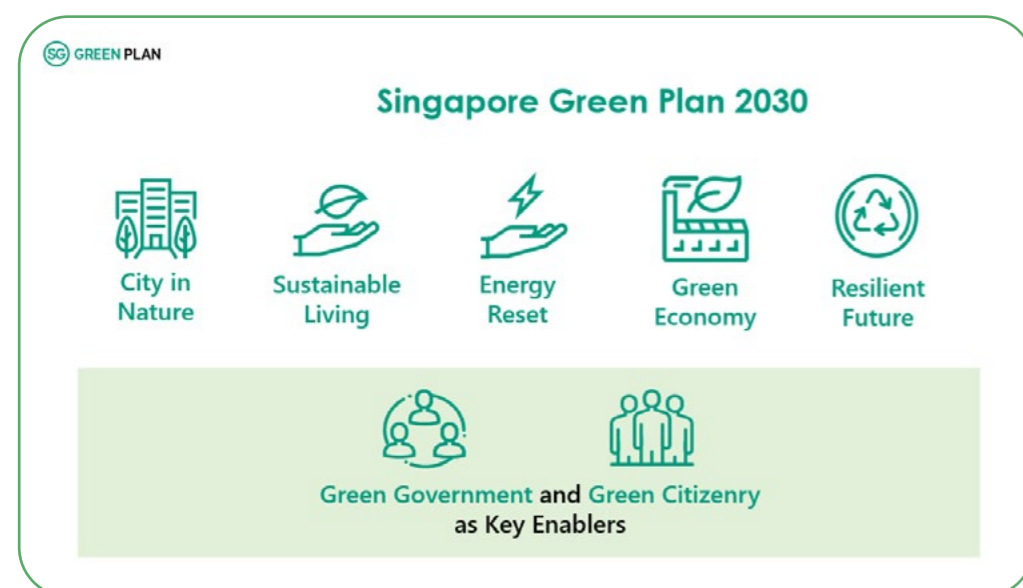 SG GREEN PLAN
Singapore Green Plan 2030
City in
Nature
Sustainable
Living
Energy
Reset
Green
Economy
Resilient
Future
Green Government and Green Citizenry
as Key Enablers